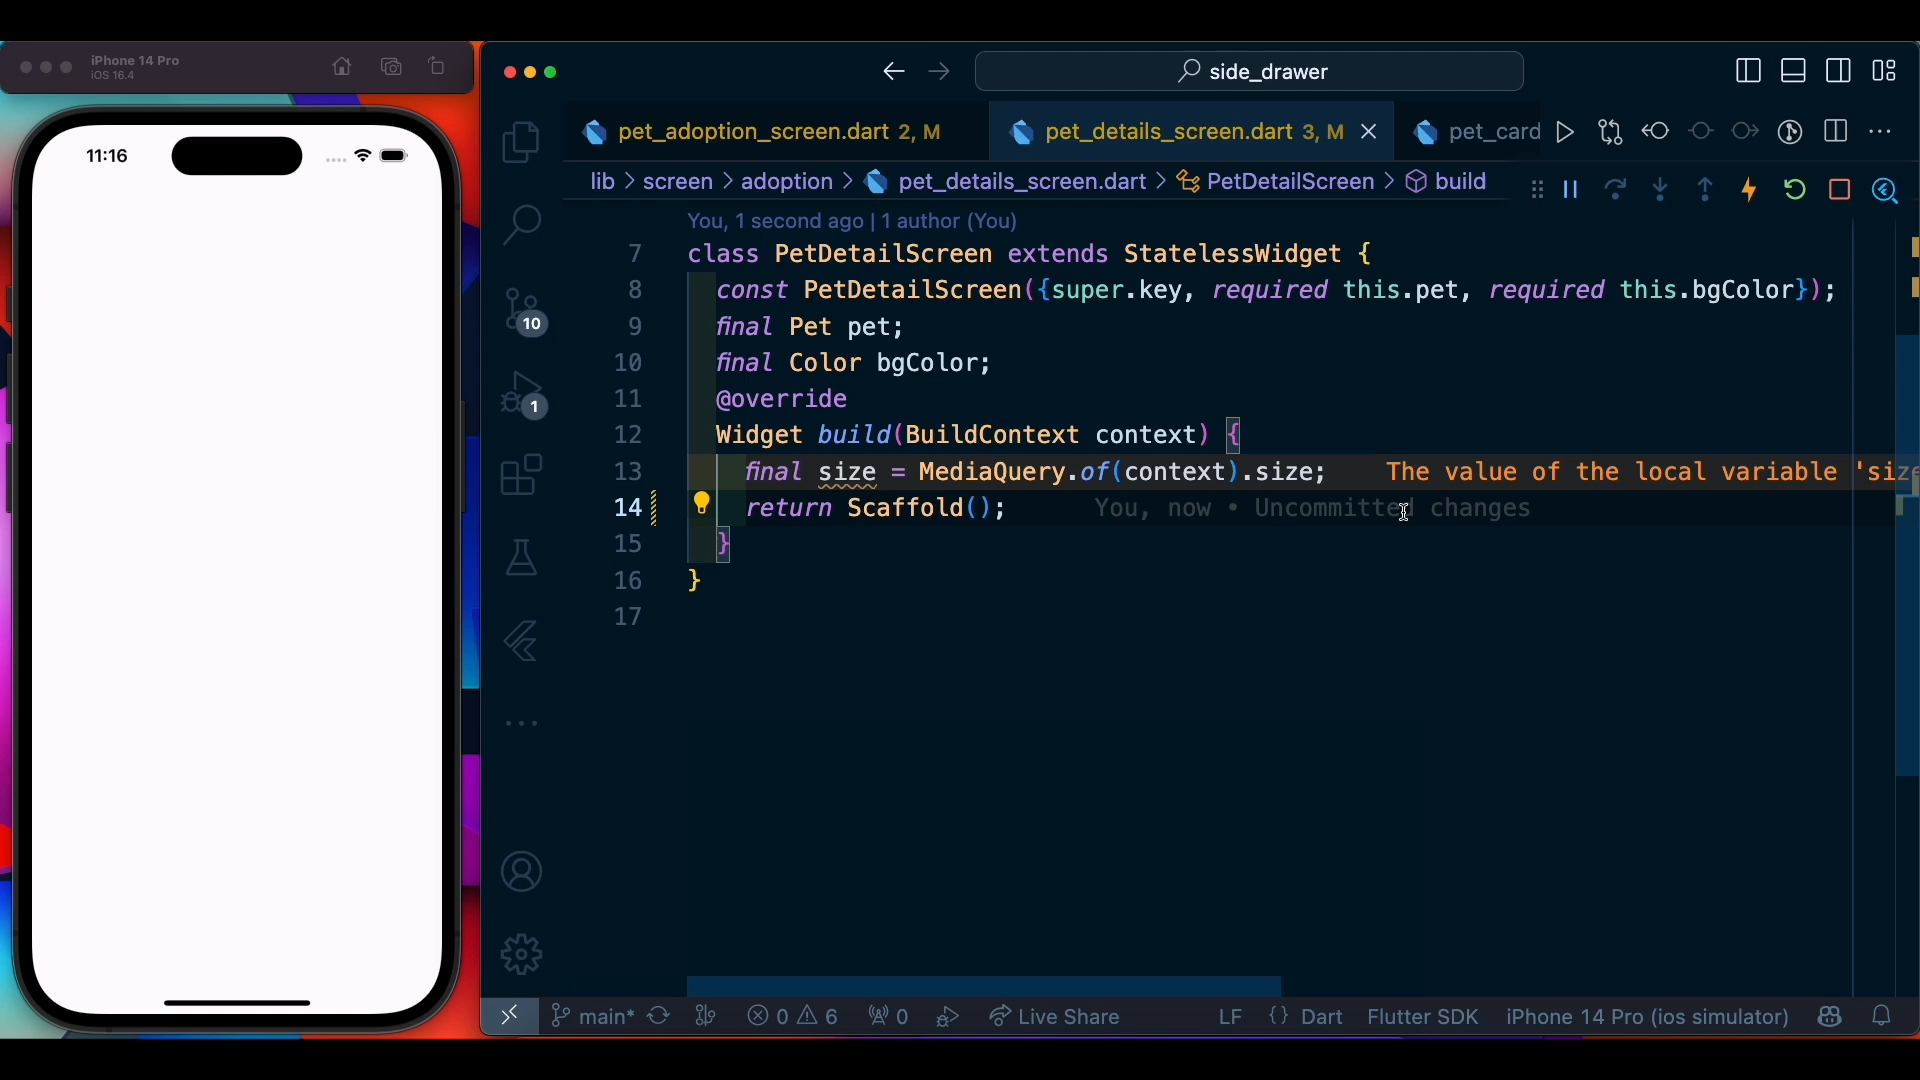 iPhone 14 Pro
iOS 16.4
11:16
side_drawer
pet_adoption_screen.dart 2, M
pet_details_screen.dart 3, M
pet_card
lib > screen > adoption > pet_details_screen.dart > PetDetailScreen > build
You, 1 second ago | 1 author (You)
7 class PetDetailScreen extends StatelessWidget {
8 const PetDetailScreen({super.key, required this.pet, required this.bgColor});
9 final Pet pet;
10 final Color bgColor;
11 @override
12 Widget build(BuildContext context) {
13 final size = MediaQuery.of(context).size; The value of the local variable 'size
14 return Scaffold(); You, now • Uncommitted changes
15 }
16 }
17
10
1
main*
0
6
0
Live Share
LF
{} Dart
Flutter SDK
iPhone 14 Pro (ios simulator)